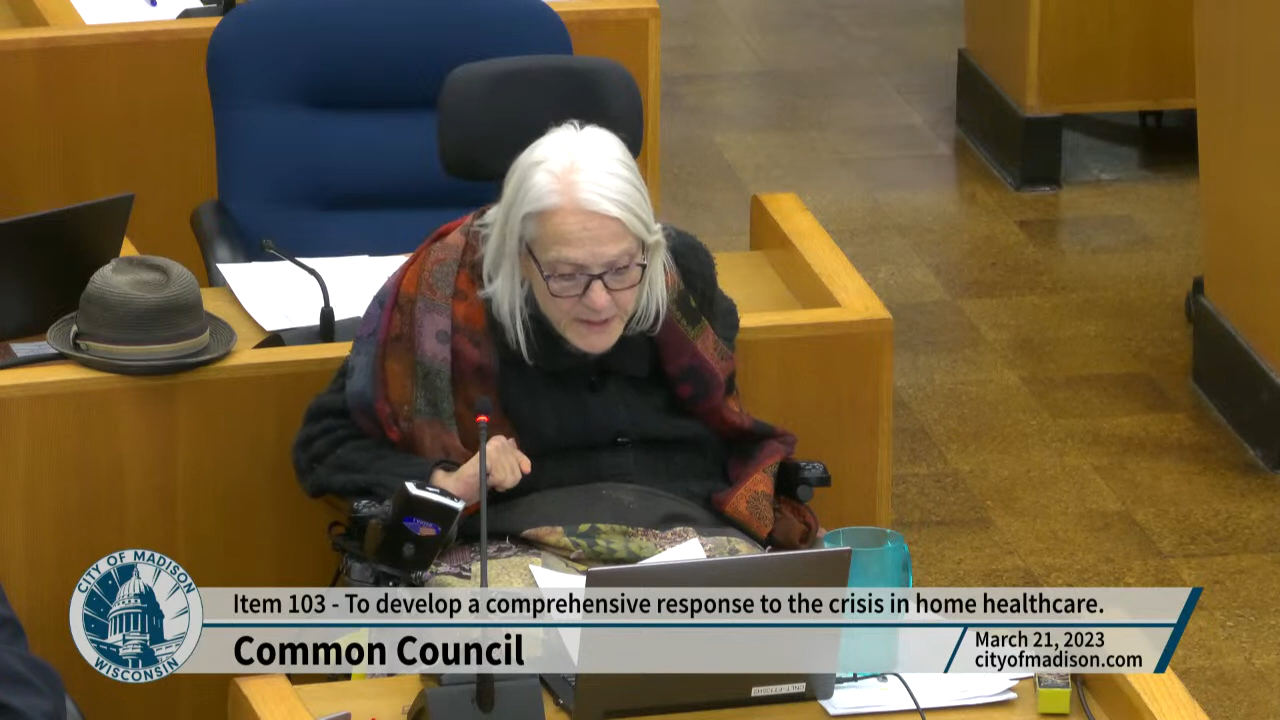 Item 103 - To develop a comprehensive response to the crisis in home healthcare.
Common Council
March 21, 2023
cityofmadison.com
CITY OF MADISON
WISCONSIN